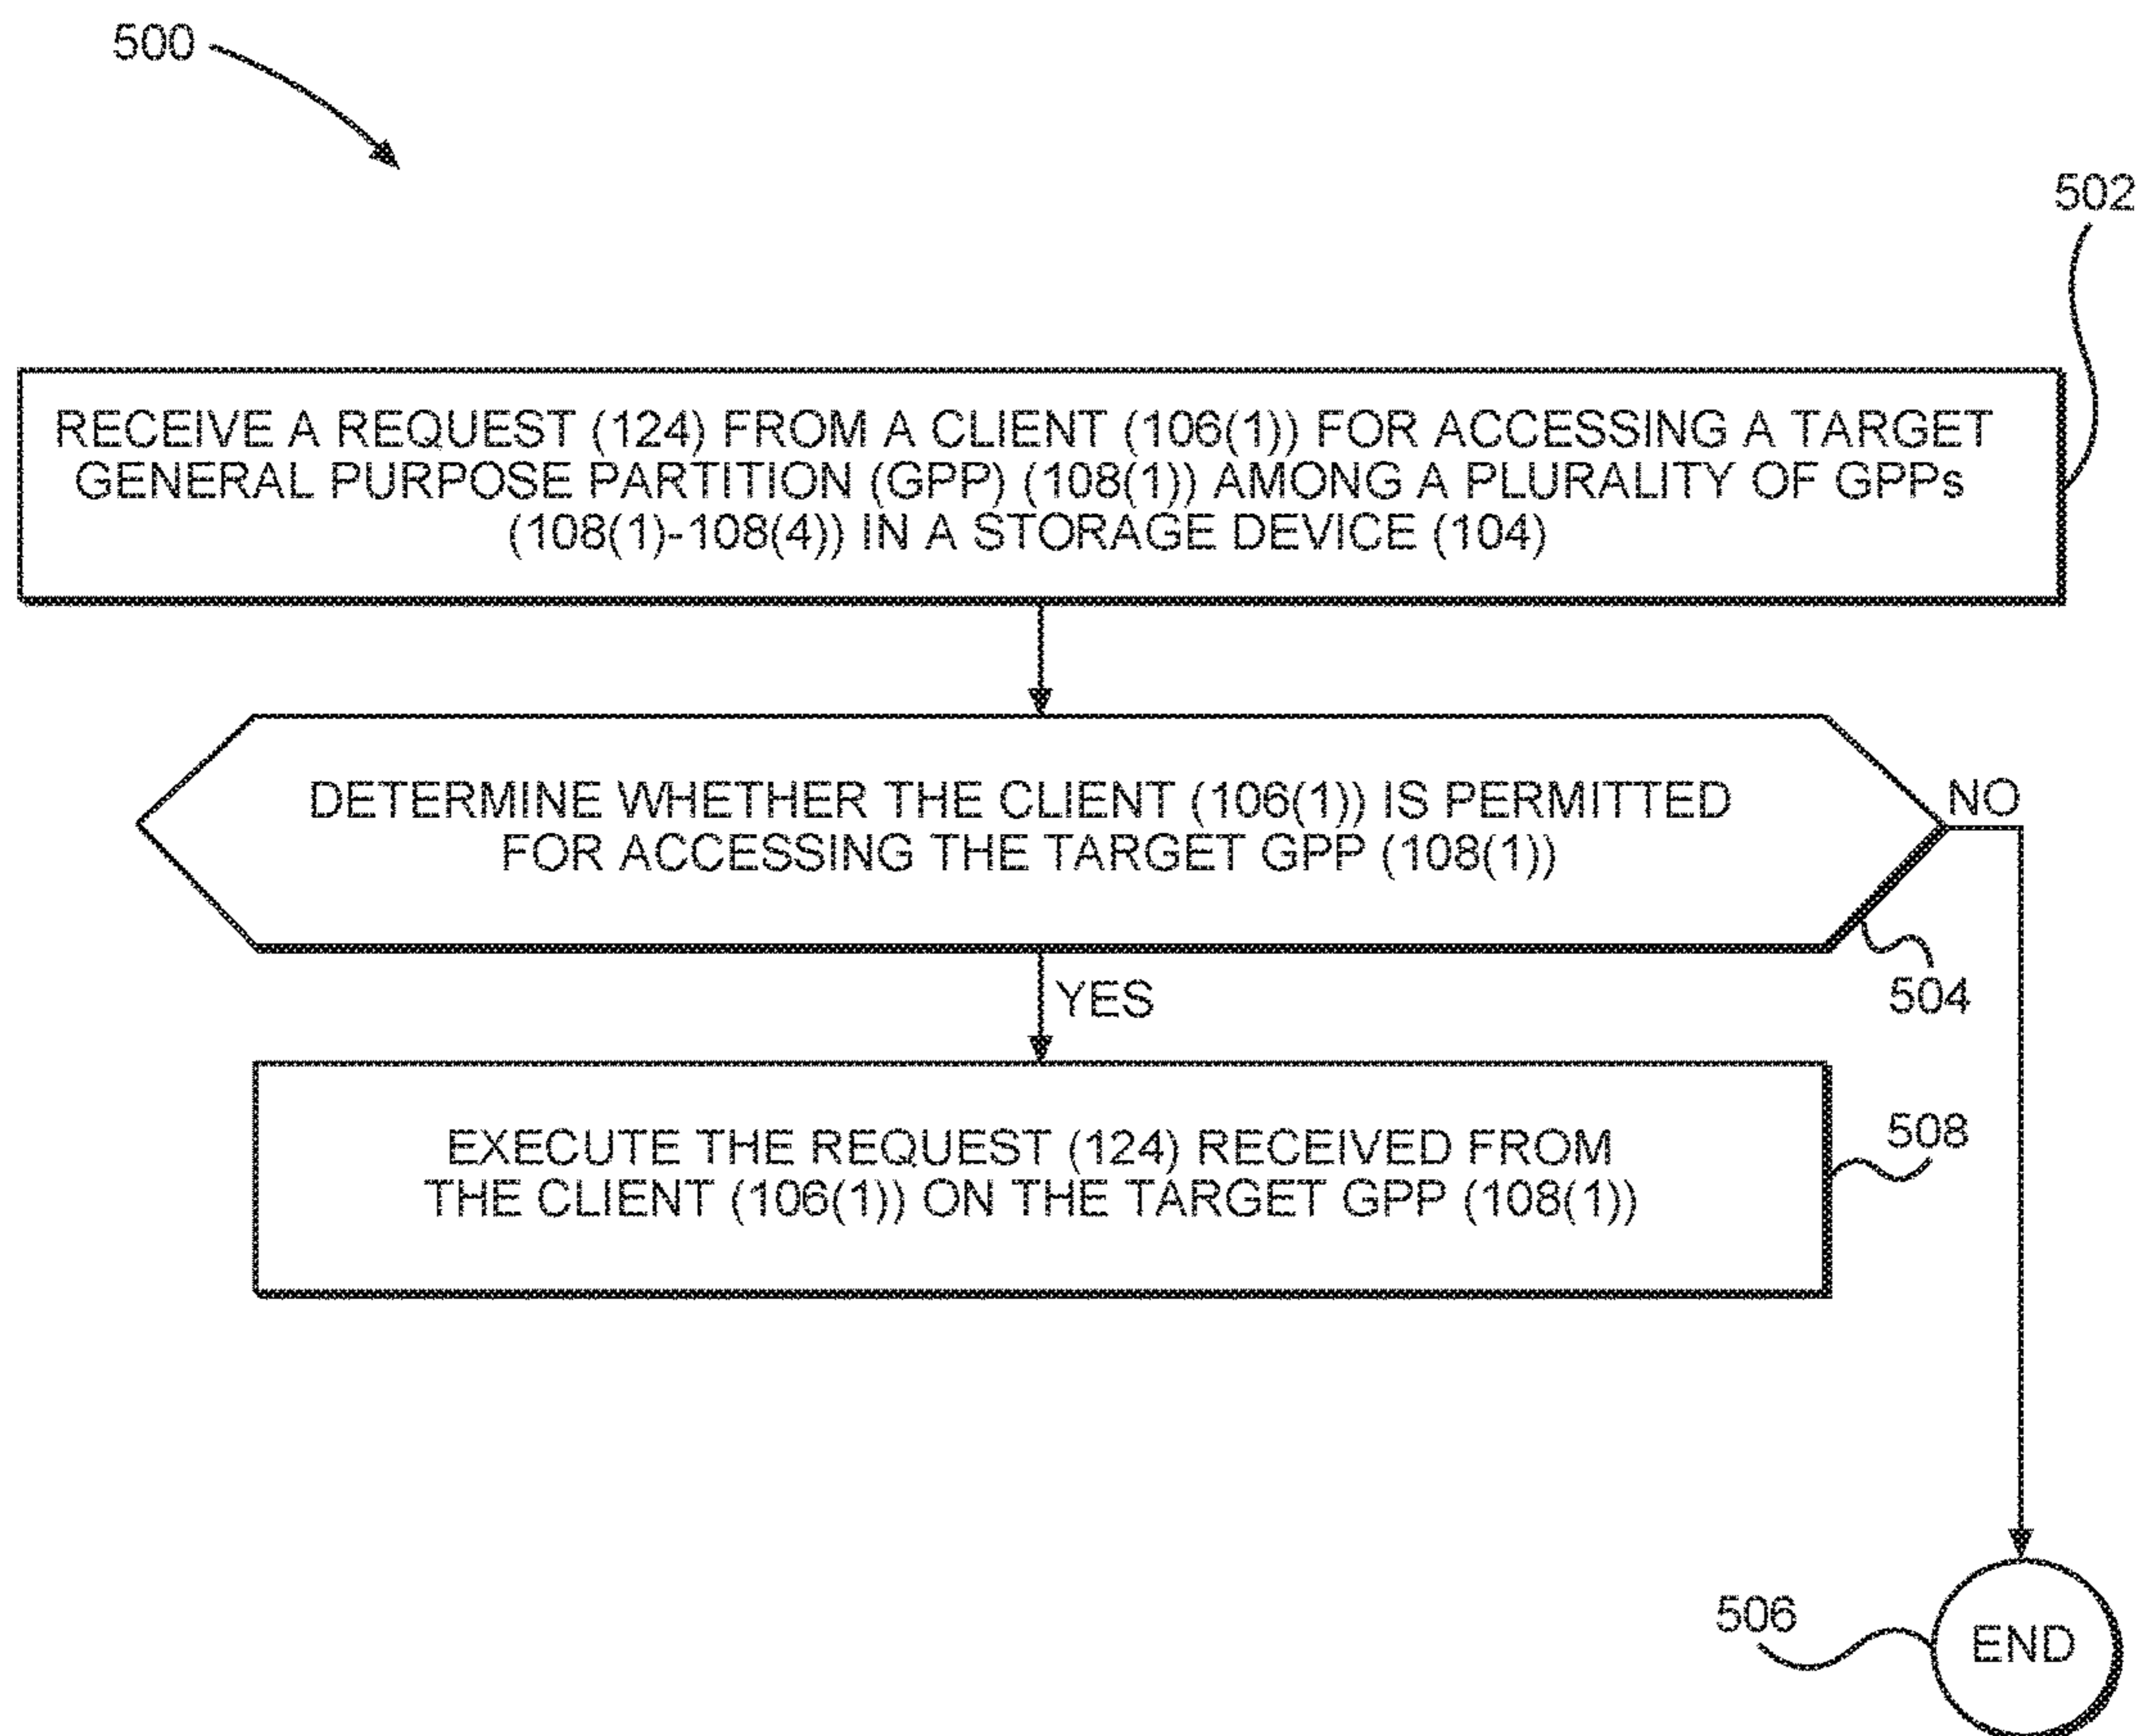 500
502
RECEIVE A REQUEST (124) FROM A CLIENT (106(1)) FOR ACCESSING A TARGET
GENERAL PURPOSE PARTITION (GPP) (108(1)) AMONG A PLURALITY OF GPPs
(108(1)-108(4)) IN A STORAGE DEVICE (104)
DETERMINE WHETHER THE CLIENT (106(1)) IS PERMITTED
FOR ACCESSING THE TARGET GPP (108(1))
NO
504
YES
EXECUTE THE REQUEST (124) RECEIVED FROM
THE CLIENT (106(1)) ON THE TARGET GPP (108(1))
508
506
END